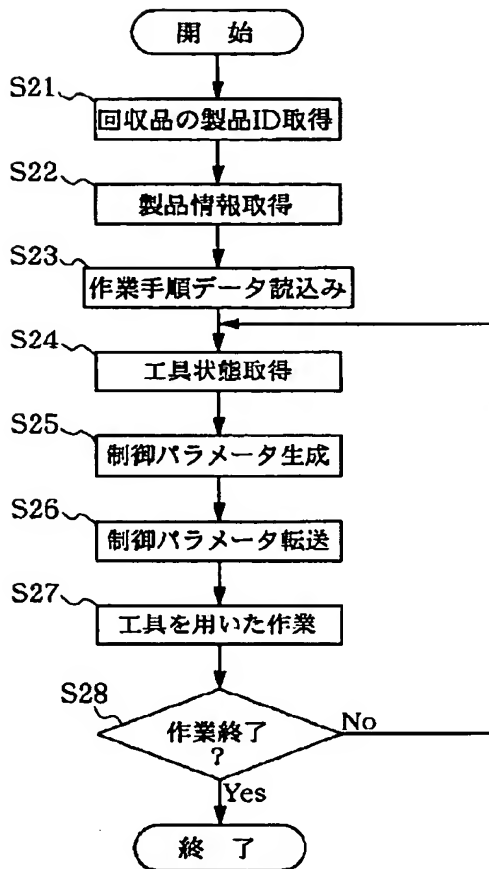 開 始
S21
回収品の製品ID取得
S22
製品情報取得
S23
作業手順データ読込み
S24
工具状態取得
S25
制御パラメータ生成
S26
制御パラメータ転送
S27
工具を用いた作業
S28
作業終了
?
No
Yes
終 了